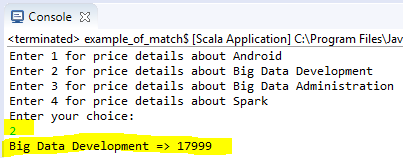 Console
<terminated> example_of_match$ [Scala Application] C:\Program Files\Jav
Enter 1 for price details about Android
Enter 2 for price details about Big Data Development
Enter 3 for price details about Big Data Administration
Enter 4 for price details about Spark
Enter your choice:
2
Big Data Development => 17999